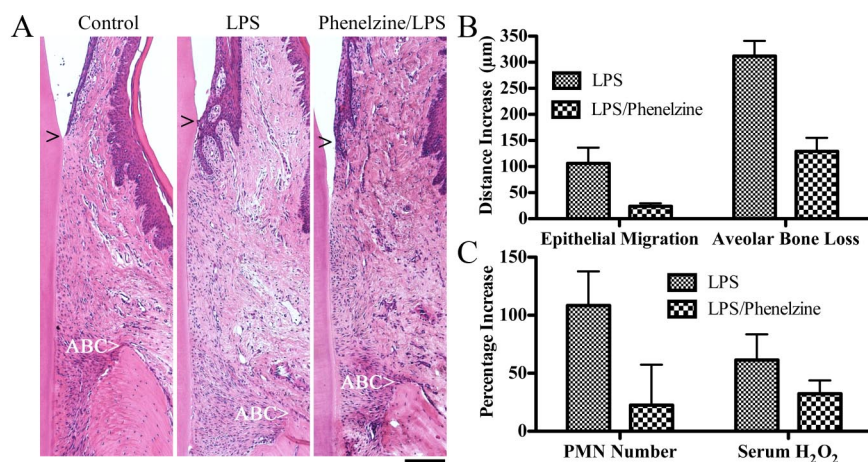 A
Control
LPS
Phenelzine/LPS
>
>
>
ABC>
ABC>
ABC>
B
Distance Increase (µm)
350
300
250
200
150
100
50
0
LPS
LPS/Phenelzine
Epithelial Migration
Aveolar Bone Loss
C
Percentage Increase
150
100
50
0
LPS
LPS/Phenelzine
PMN Number
Serum H₂O₂